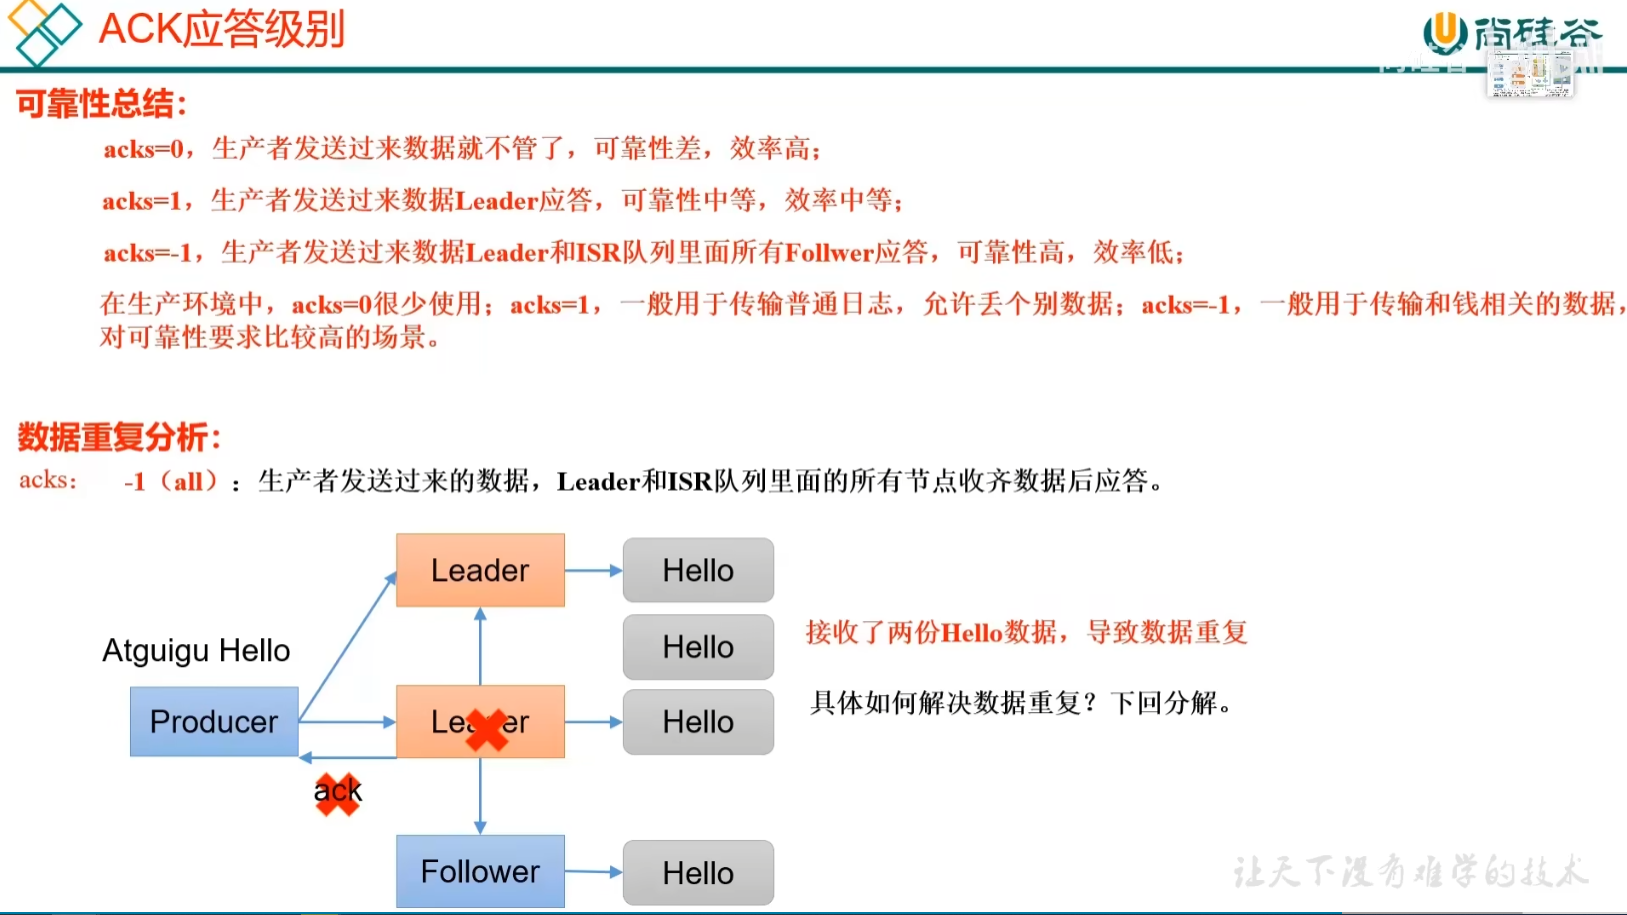 ACK应答级别
尚硅谷
可靠性总结：
acks=0，生产者发送过来数据就不管了，可靠性差，效率高；
acks=1，生产者发送过来数据Leader应答，可靠性中等，效率中等；
acks=-1，生产者发送过来数据Leader和ISR队列里面所有Follwer应答，可靠性高，效率低；
在生产环境中，acks=0很少使用；acks=1，一般用于传输普通日志，允许丢个别数据；acks=-1，一般用于传输和钱相关的数据，
对可靠性要求比较高的场景。
数据重复分析：
acks： -1（all）：生产者发送过来的数据，Leader和ISR队列里面的所有节点收齐数据后应答。
Leader
Hello
Hello
接收了两份Hello数据，导致数据重复
Atguigu Hello
Producer
Leader
Hello
具体如何解决数据重复？下回分解。
ack
Follower
Hello
让天下没有难学的技术